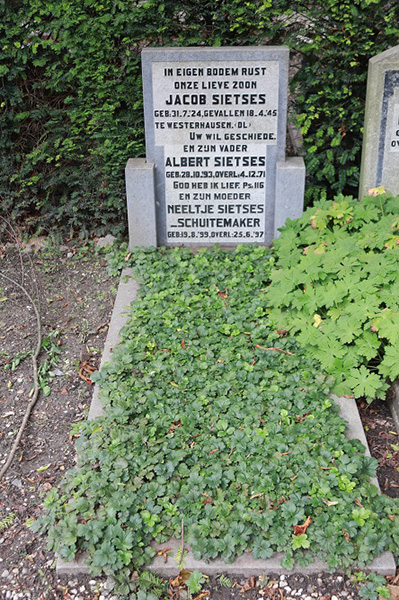 IN EIGEN BODEM RUST
ONZE LIEVE ZOON
JACOB SIETSES
GEB: 31.7.'24, GEVALLEN 18.4.'45
TE WESTERHAUSEN. (DL)
UW WIL GESCHIEDE.
EN ZIJN VADER
ALBERT SIETSES
GEB: 28.10.'93, OVERL: 4.12.'71
GOD HEB IK LIEF. PS. 116
EN ZIJN MOEDER
NEELTJE SIETSES
_SCHUITEMAKER
GEB: 19.8.'99, OVERL: 25.6.'97